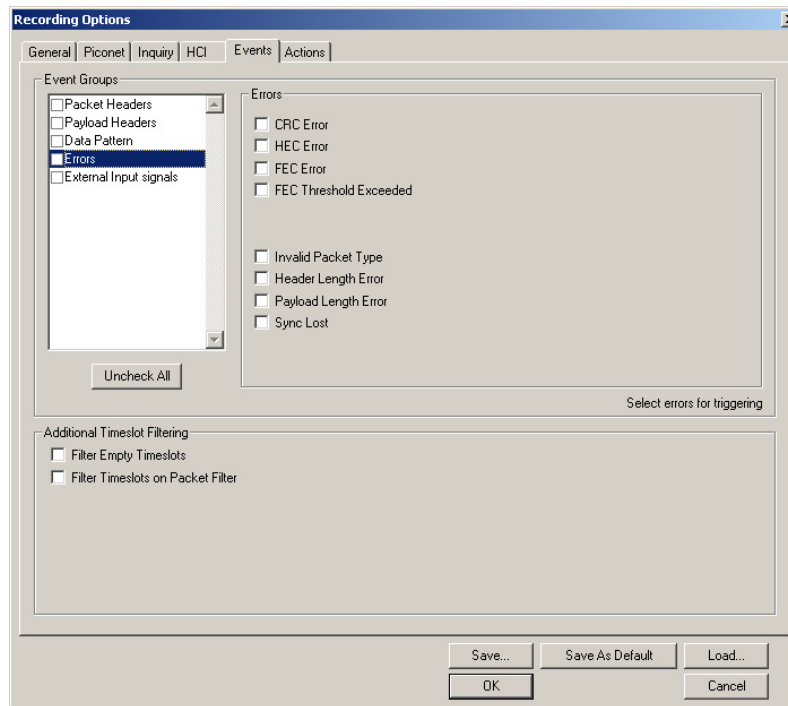 Recording Options
General Piconet Inquiry HCI Events Actions
Event Groups
Packet Headers
Payload Headers
Data Pattern
Errors
External Input signals
Uncheck All
Errors
CRC Error
HEC Error
FEC Error
FEC Threshold Exceeded
Invalid Packet Type
Header Length Error
Payload Length Error
Sync Lost
Select errors for triggering
Additional Timeslot Filtering
Filter Empty Timeslots
Filter Timeslots on Packet Filter
Save... Save As Default Load...
OK Cancel